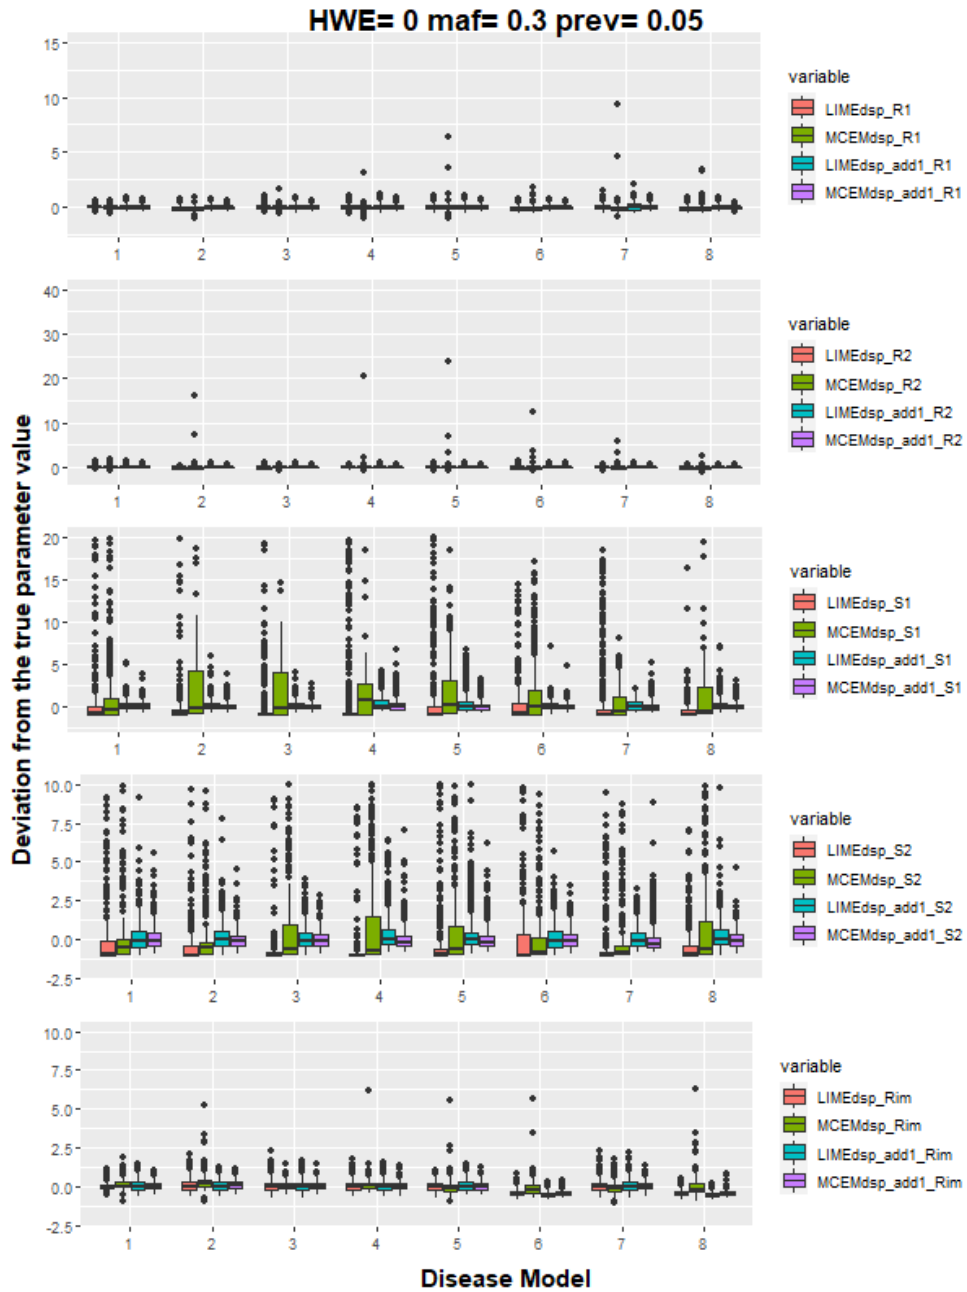 HWE= 0 maf= 0.3 prev= 0.05
Deviation from the true parameter value
15
10
5
0
1 2 3 4 5 6 7 8
variable
LIMEdsp_R1
MCEMdsp_R1
LIMEdsp_add1_R1
MCEMdsp_add1_R1
40
30
20
10
0
1 2 3 4 5 6 7 8
variable
LIMEdsp_R2
MCEMdsp_R2
LIMEdsp_add1_R2
MCEMdsp_add1_R2
20
15
10
5
0
1 2 3 4 5 6 7 8
variable
LIMEdsp_S1
MCEMdsp_S1
LIMEdsp_add1_S1
MCEMdsp_add1_S1
10.0
7.5
5.0
2.5
0.0
-2.5
1 2 3 4 5 6 7 8
variable
LIMEdsp_S2
MCEMdsp_S2
LIMEdsp_add1_S2
MCEMdsp_add1_S2
10.0
7.5
5.0
2.5
0.0
-2.5
1 2 3 4 5 6 7 8
variable
LIMEdsp_Rim
MCEMdsp_Rim
LIMEdsp_add1_Rim
MCEMdsp_add1_Rim
Disease Model